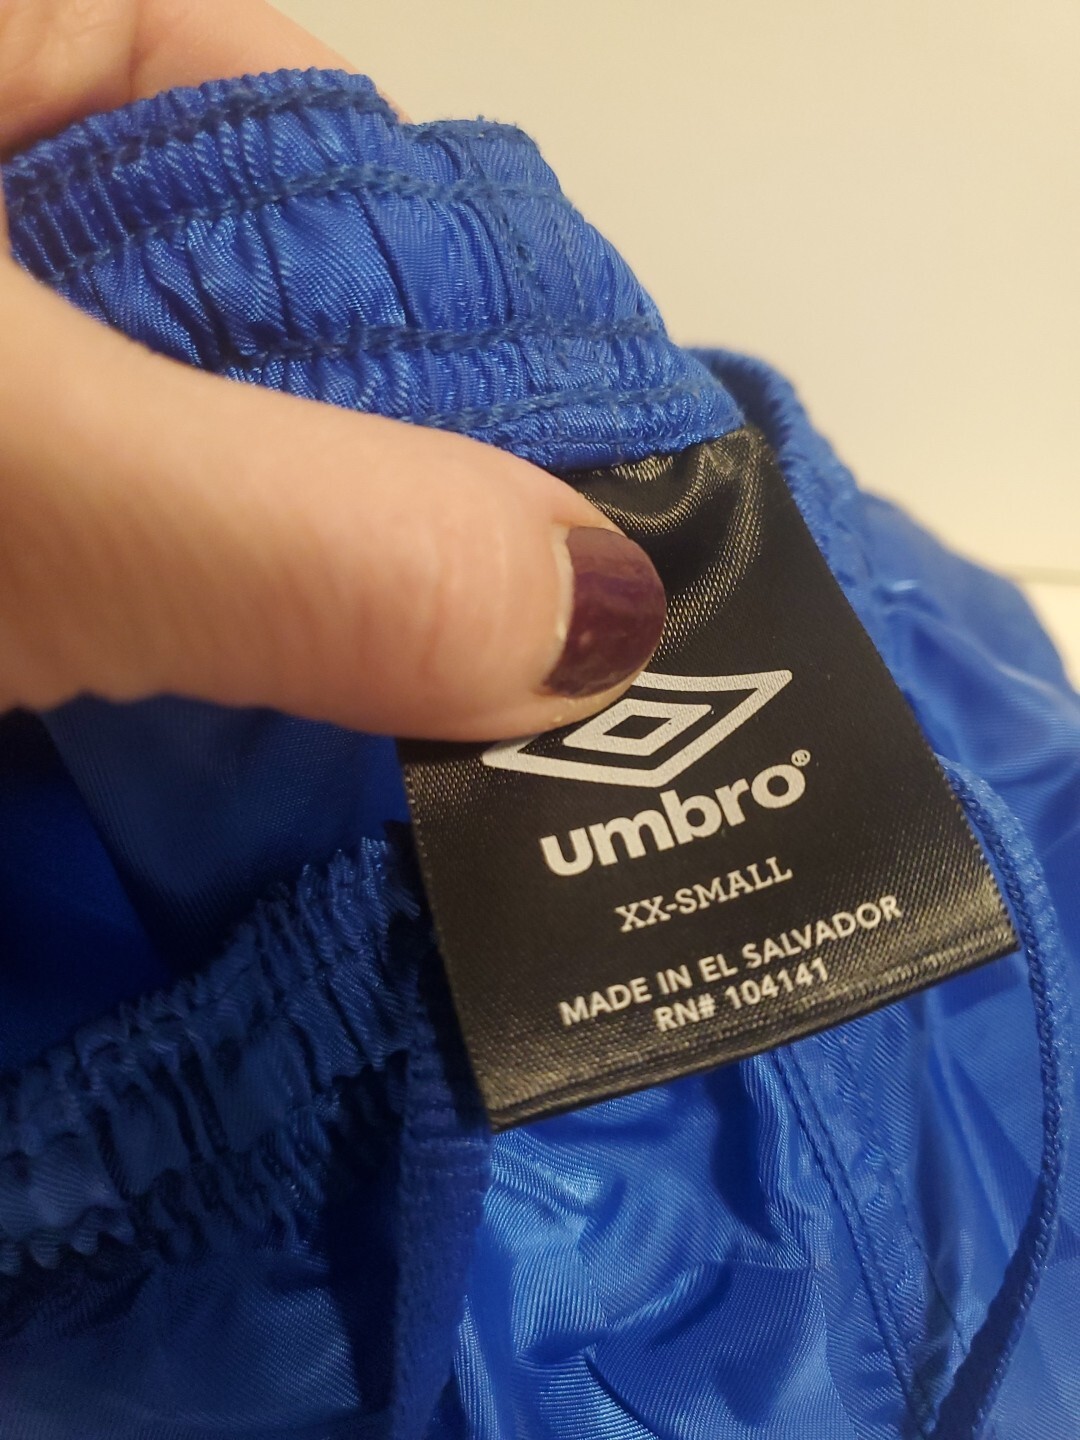 umbro®
XX-SMALL
MADE IN EL SALVADOR
RN# 104141